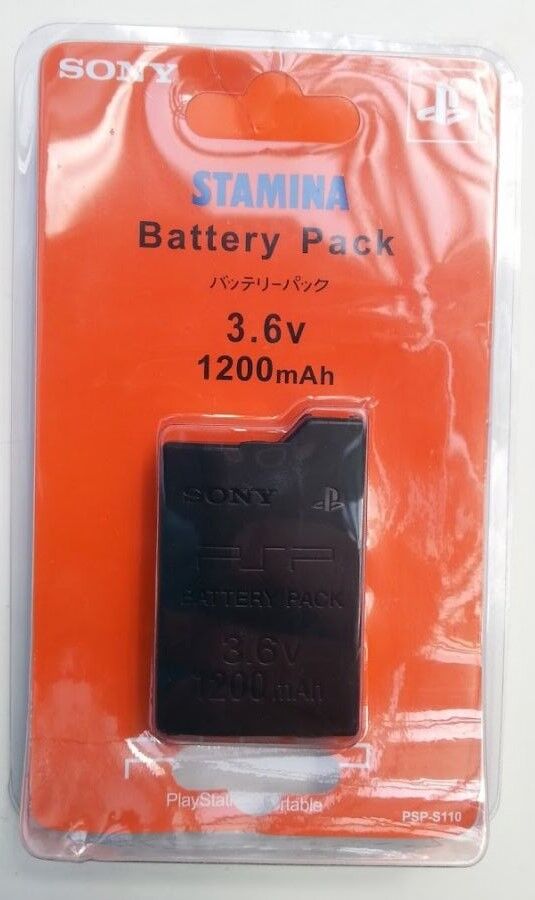 SONY
STAMINA
Battery Pack
バッテリーパック
3.6v
1200mAh
SONY
PSP
BATTERY PACK
3.6v
1200mAh
PlayStation
PSP-S110